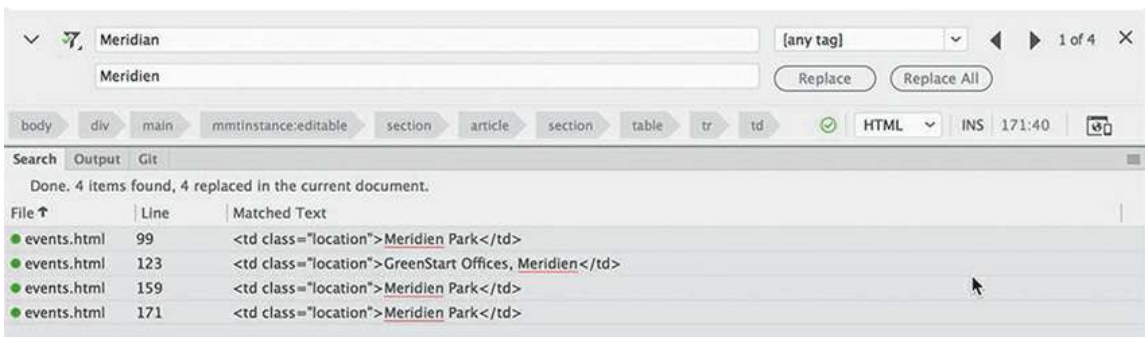 Meridian {any tag} 1 of 4
Meridien Replace Replace All
body div main mmtinstance:editable section article section table tr td HTML INS 171:40
Search Output Git
Done. 4 items found, 4 replaced in the current document.
File Line Matched Text
events.html 99 <td class="location">Meridien Park</td>
events.html 123 <td class="location">GreenStart Offices, Meridien</td>
events.html 159 <td class="location">Meridien Park</td>
events.html 171 <td class="location">Meridien Park</td>